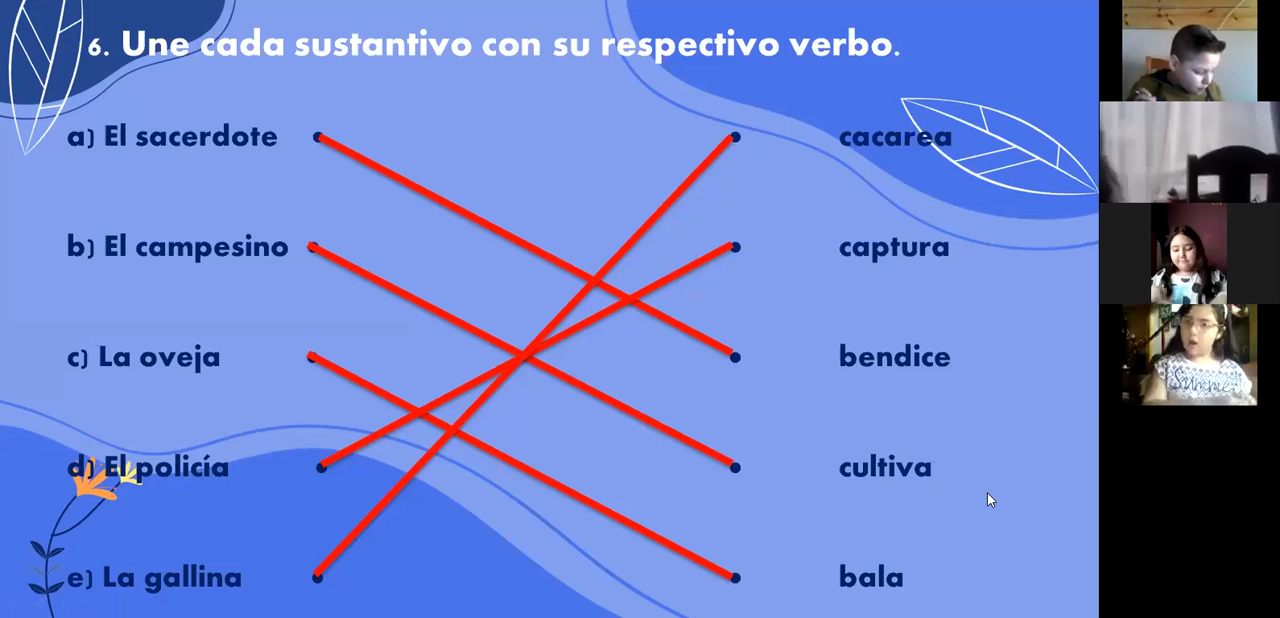 6. Une cada sustantivo con su respectivo verbo.
a) El sacerdote cacarea
b) El campesino captura
c) La oveja bendice
d) El policía cultiva
e) La gallina bala
Summer